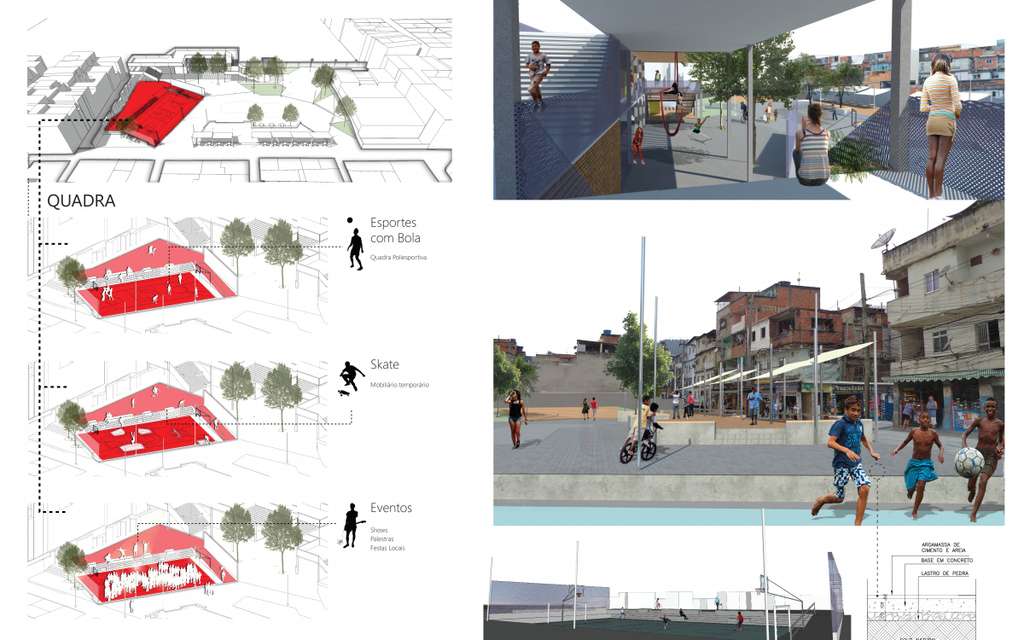 QUADRA
Esportes
com Bola
Quadra Poliesportiva
Skate
Mobiliário temporário
Eventos
Shows
Palestras
Festas Locais
ARGAMASSA DE
CIMENTO E AREIA
BASE EM CONCRETO
LASTRO DE PEDRA